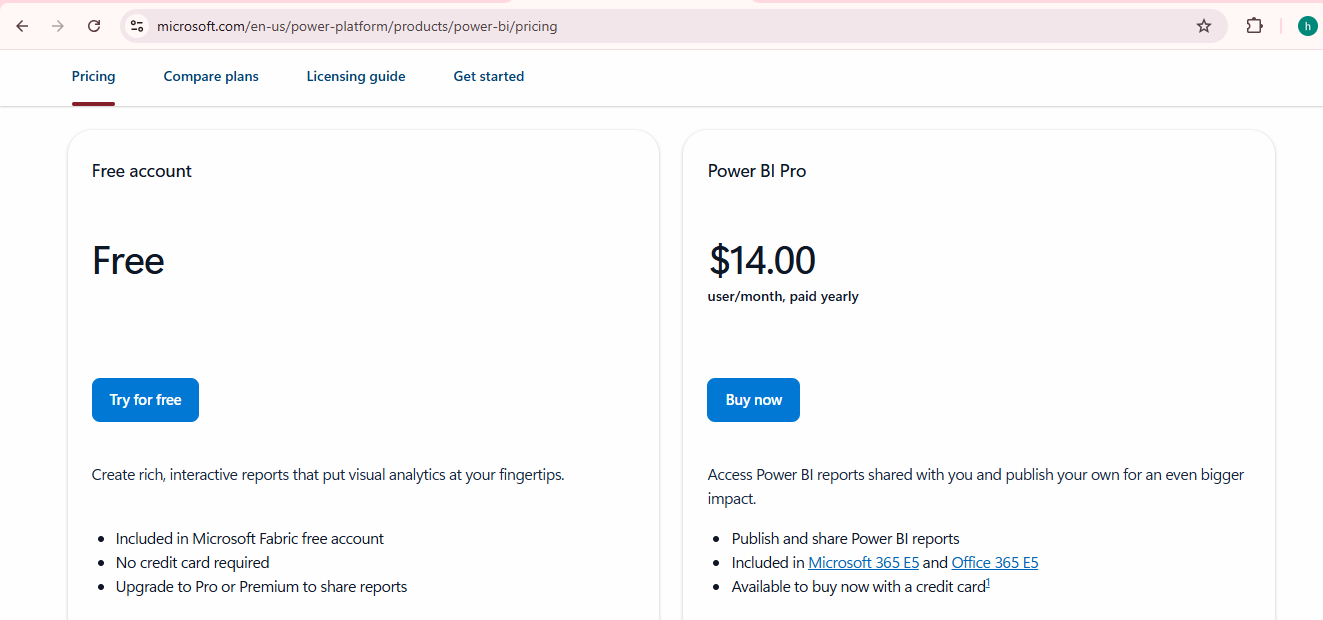 microsoft.com/en-us/power-platform/products/power-bi/pricing
h
Pricing
Compare plans
Licensing guide
Get started
Free account
Free
Try for free
Create rich, interactive reports that put visual analytics at your fingertips.
Included in Microsoft Fabric free account
No credit card required
Upgrade to Pro or Premium to share reports
Power BI Pro
$14.00
user/month, paid yearly
Buy now
Access Power BI reports shared with you and publish your own for an even bigger
impact.
Publish and share Power BI reports
Included in Microsoft 365 E5 and Office 365 E5
Available to buy now with a credit card1